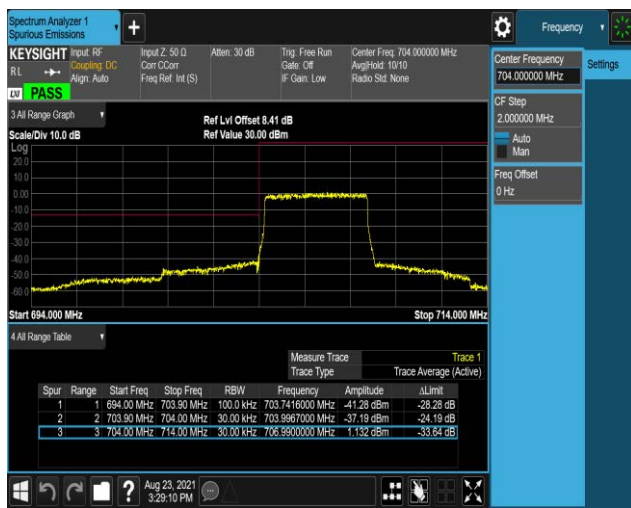 Spectrum Analyzer 1
Spurious Emissions
Frequency
KEYSIGHT
Input: RF
Coupling: DC
Align: Auto
Input Z: 50 Ω
Corr CCorr
Freq Ref: Int (S)
Atten: 30 dB
Trig: Free Run
Gate: Off
IF Gain: Low
Center Freq: 704.000000 MHz
Avg|Hold: 10/10
Radio Std: None
RL
LXI
PASS
Center Frequency
704.000000 MHz
Settings
CF Step
2.000000 MHz
Auto
Man
Freq Offset
0 Hz
3 All Range Graph
Scale/Div 10.0 dB
Ref Lvl Offset 8.41 dB
Ref Value 30.00 dBm
Log
20.0
10.0
0.00
-10.0
-20.0
-30.0
-40.0
-50.0
-60.0
Start 694.000 MHz
Stop 714.000 MHz
4 All Range Table
Measure Trace Trace 1
Trace Type Trace Average (Active)
Spur Range Start Freq Stop Freq RBW Frequency Amplitude ΔLimit
1 1 694.00 MHz 703.90 MHz 100.0 kHz 703.7416000 MHz -41.28 dBm -28.28 dB
2 2 703.90 MHz 704.00 MHz 30.00 kHz 703.9967000 MHz -37.19 dBm -24.19 dB
3 3 704.00 MHz 714.00 MHz 30.00 kHz 706.9900000 MHz 1.132 dBm -33.64 dB
?
Aug 23, 2021
3:29:10 PM